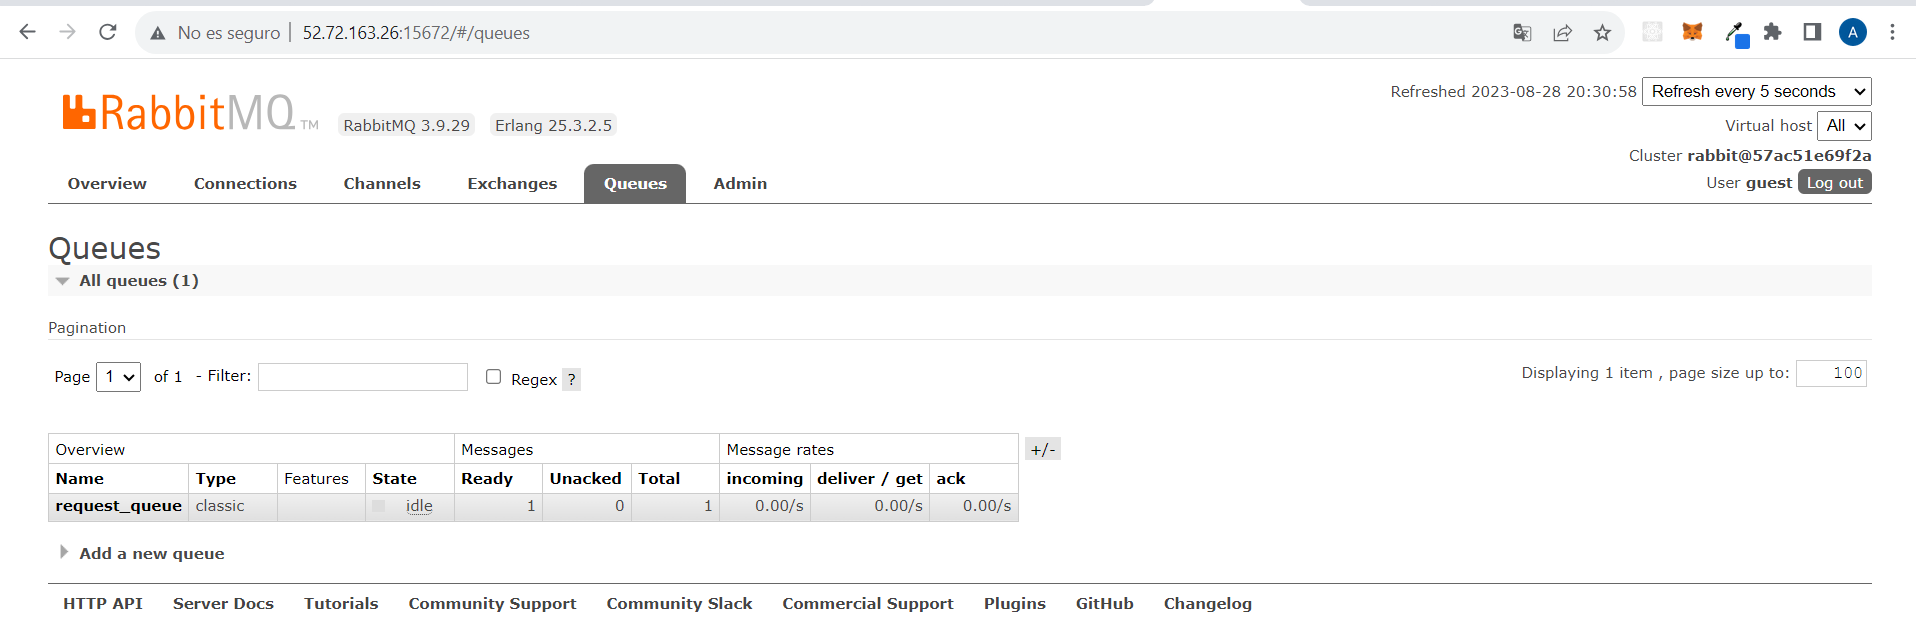 No es seguro | 52.72.163.26:15672/#/queues
A
RabbitMQ TM
RabbitMQ 3.9.29 Erlang 25.3.2.5
Refreshed 2023-08-28 20:30:58 Refresh every 5 seconds
Virtual host All
Cluster rabbit@57ac51e69f2a
User guest Log out
Overview Connections Channels Exchanges Queues Admin
Queues
All queues (1)
Pagination
Page 1 of 1 - Filter: Regex ?
Displaying 1 item , page size up to: 100
Overview Messages Message rates +/-
Name Type Features State Ready Unacked Total incoming deliver / get ack
request_queue classic idle 1 0 1 0.00/s 0.00/s 0.00/s
Add a new queue
HTTP API Server Docs Tutorials Community Support Community Slack Commercial Support Plugins GitHub Changelog